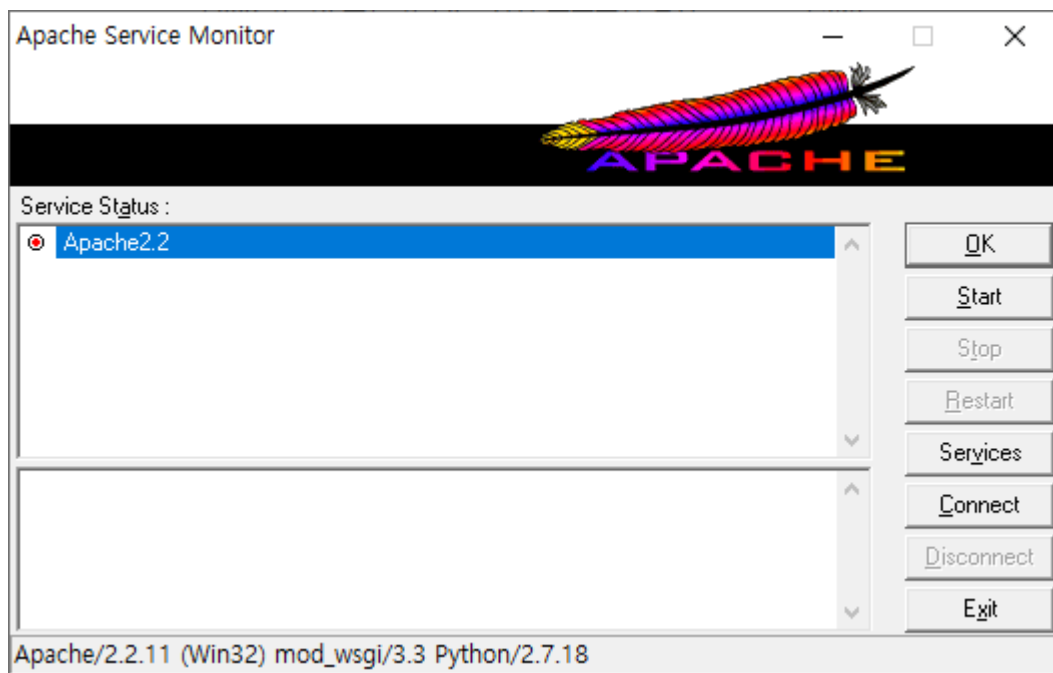 Apache Service Monitor
APACHE
Service Status :
Apache2.2
OK
Start
Stop
Restart
Services
Connect
Disconnect
Exit
Apache/2.2.11 (Win32) mod_wsgi/3.3 Python/2.7.18